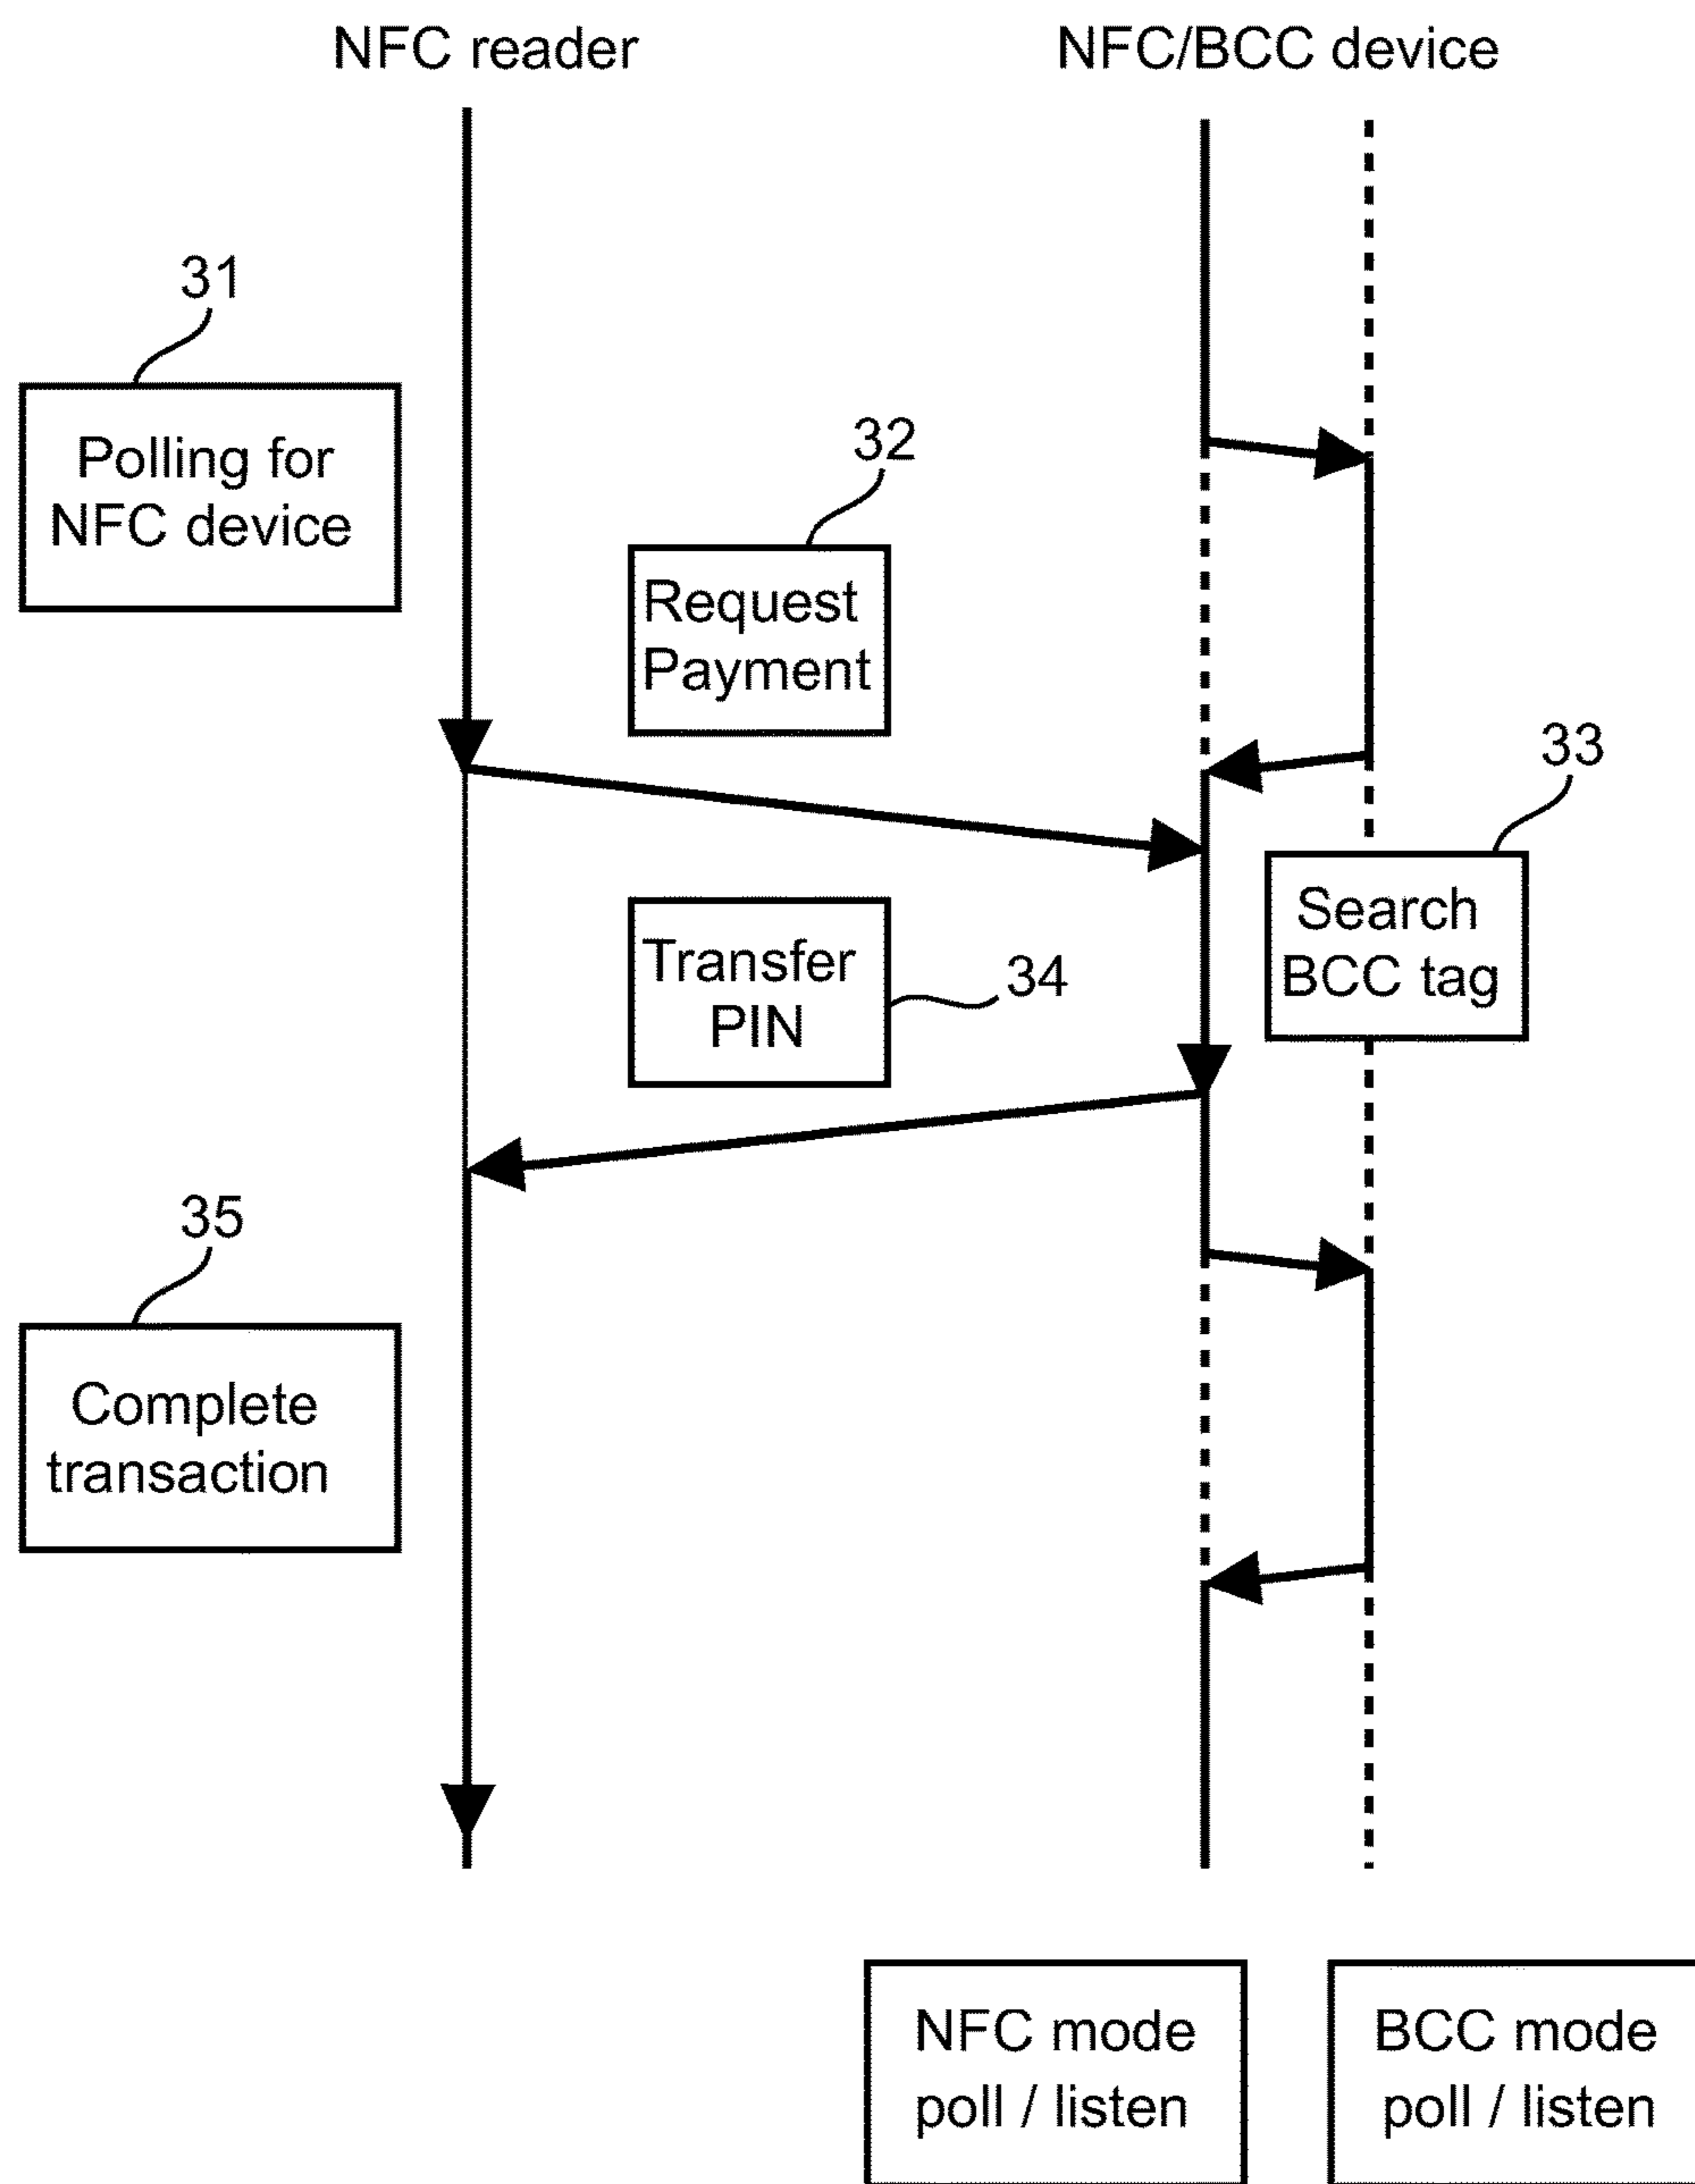 NFC reader
NFC/BCC device
31
Polling for
NFC device
32
Request
Payment
33
Search
BCC tag
Transfer
PIN
34
35
Complete
transaction
NFC mode
poll / listen
BCC mode
poll / listen